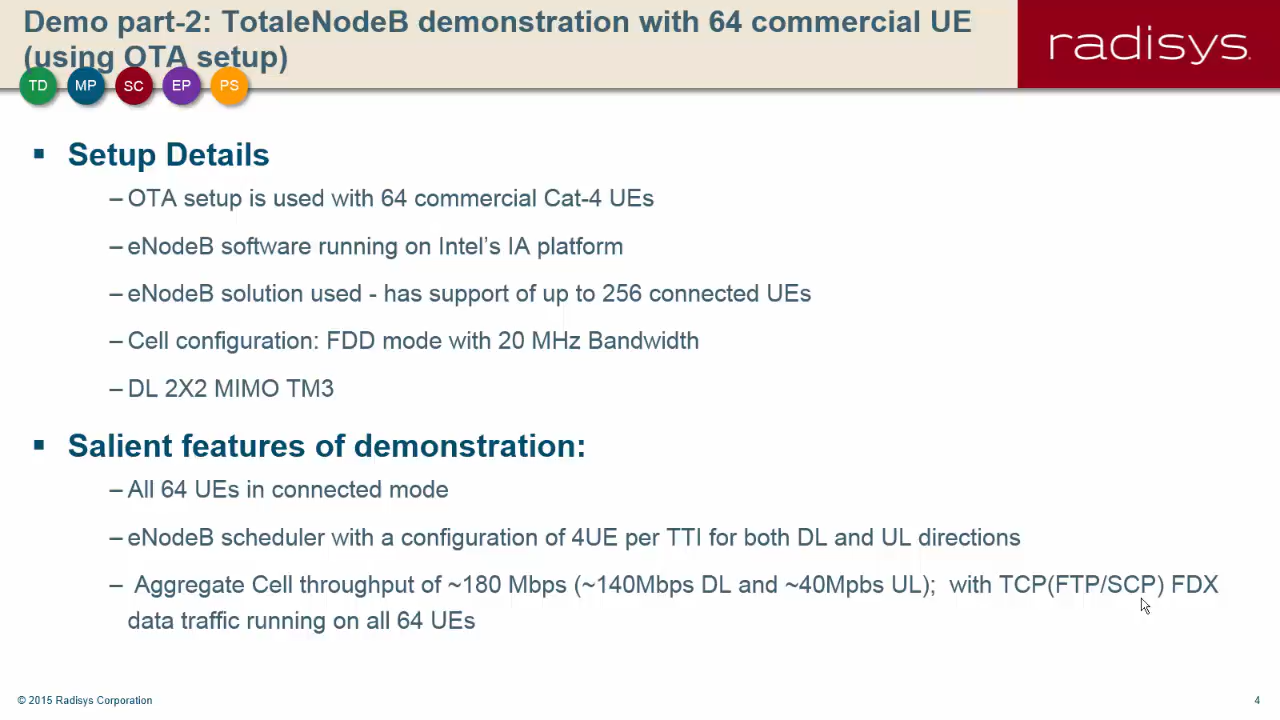 Demo part-2: TotaleNodeB demonstration with 64 commercial UE
(using OTA setup)
radisys.
TD MP SC EP PS
▪ Setup Details
– OTA setup is used with 64 commercial Cat-4 UEs
– eNodeB software running on Intel's IA platform
– eNodeB solution used - has support of up to 256 connected UEs
– Cell configuration: FDD mode with 20 MHz Bandwidth
– DL 2X2 MIMO TM3
▪ Salient features of demonstration:
– All 64 UEs in connected mode
– eNodeB scheduler with a configuration of 4UE per TTI for both DL and UL directions
– Aggregate Cell throughput of ~180 Mbps (~140Mbps DL and ~40Mpbs UL); with TCP(FTP/SCP) FDX
data traffic running on all 64 UEs
© 2015 Radisys Corporation
4